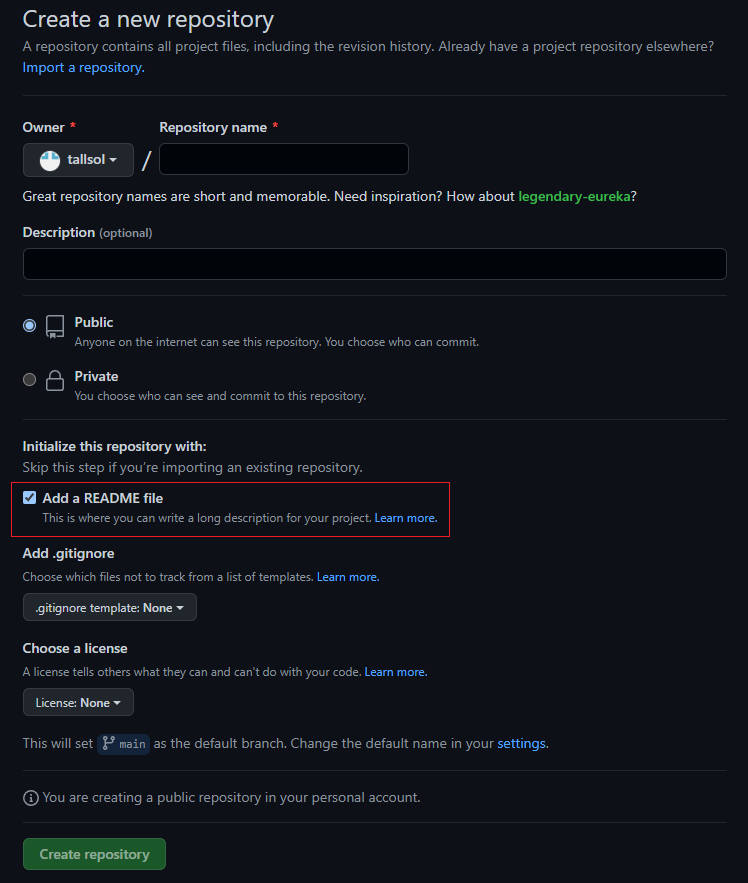 Create a new repository
A repository contains all project files, including the revision history. Already have a project repository elsewhere?
Import a repository.
Owner * Repository name *
tallsol / 
Great repository names are short and memorable. Need inspiration? How about legendary-eureka?
Description (optional)
Public
Anyone on the internet can see this repository. You choose who can commit.
Private
You choose who can see and commit to this repository.
Initialize this repository with:
Skip this step if you’re importing an existing repository.
Add a README file
This is where you can write a long description for your project. Learn more.
Add .gitignore
Choose which files not to track from a list of templates. Learn more.
.gitignore template: None
Choose a license
A license tells others what they can and can't do with your code. Learn more.
License: None
This will set main as the default branch. Change the default name in your settings.
You are creating a public repository in your personal account.
Create repository